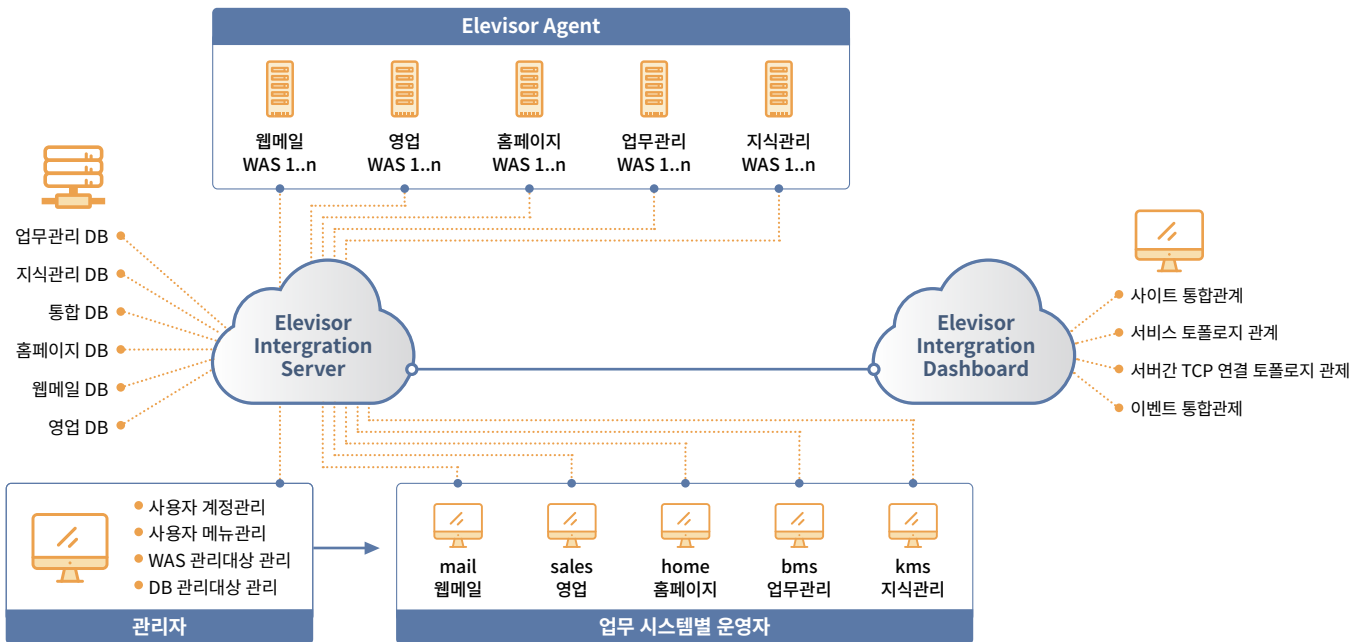 Elevisor Agent
웹메일
WAS 1..n
영업
WAS 1..n
홈페이지
WAS 1..n
업무관리
WAS 1..n
지식관리
WAS 1..n
업무관리 DB
지식관리 DB
통합 DB
홈페이지 DB
웹메일 DB
영업 DB
Elevisor
Intergration
Server
Elevisor
Intergration
Dashboard
사이트 통합관계
서비스 토폴로지 관계
서버간 TCP 연결 토폴로지 관제
이벤트 통합관제
사용자 계정관리
사용자 메뉴관리
WAS 관리대상 관리
DB 관리대상 관리
관리자
mail
웹메일
sales
영업
home
홈페이지
bms
업무관리
kms
지식관리
업무 시스템별 운영자